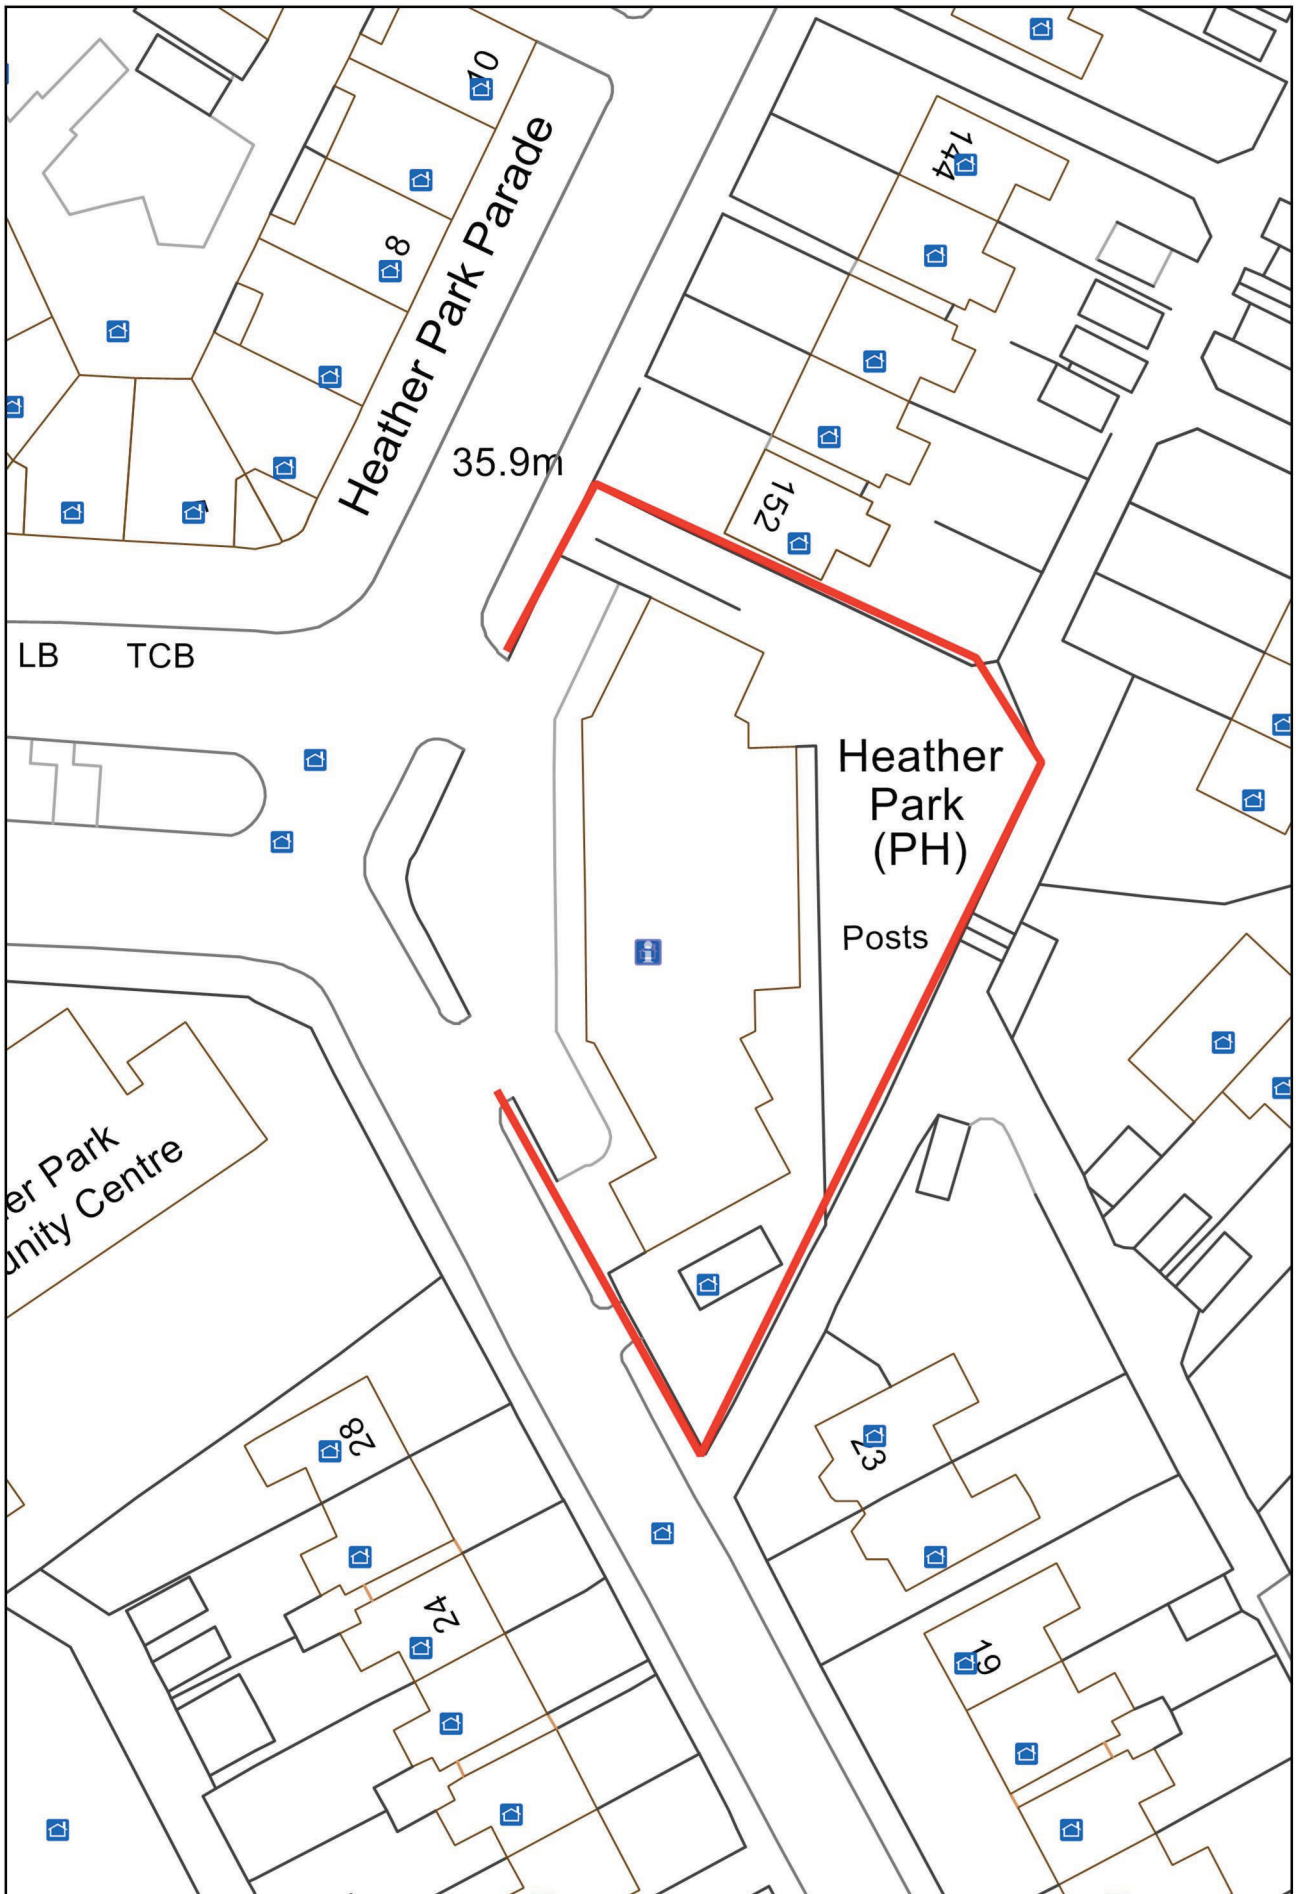 10
144
Heather Park Parade
8
35.9m
152
LB
TCB
Heather
Park
(PH)
Posts
er Park
unity Centre
28
23
24
19